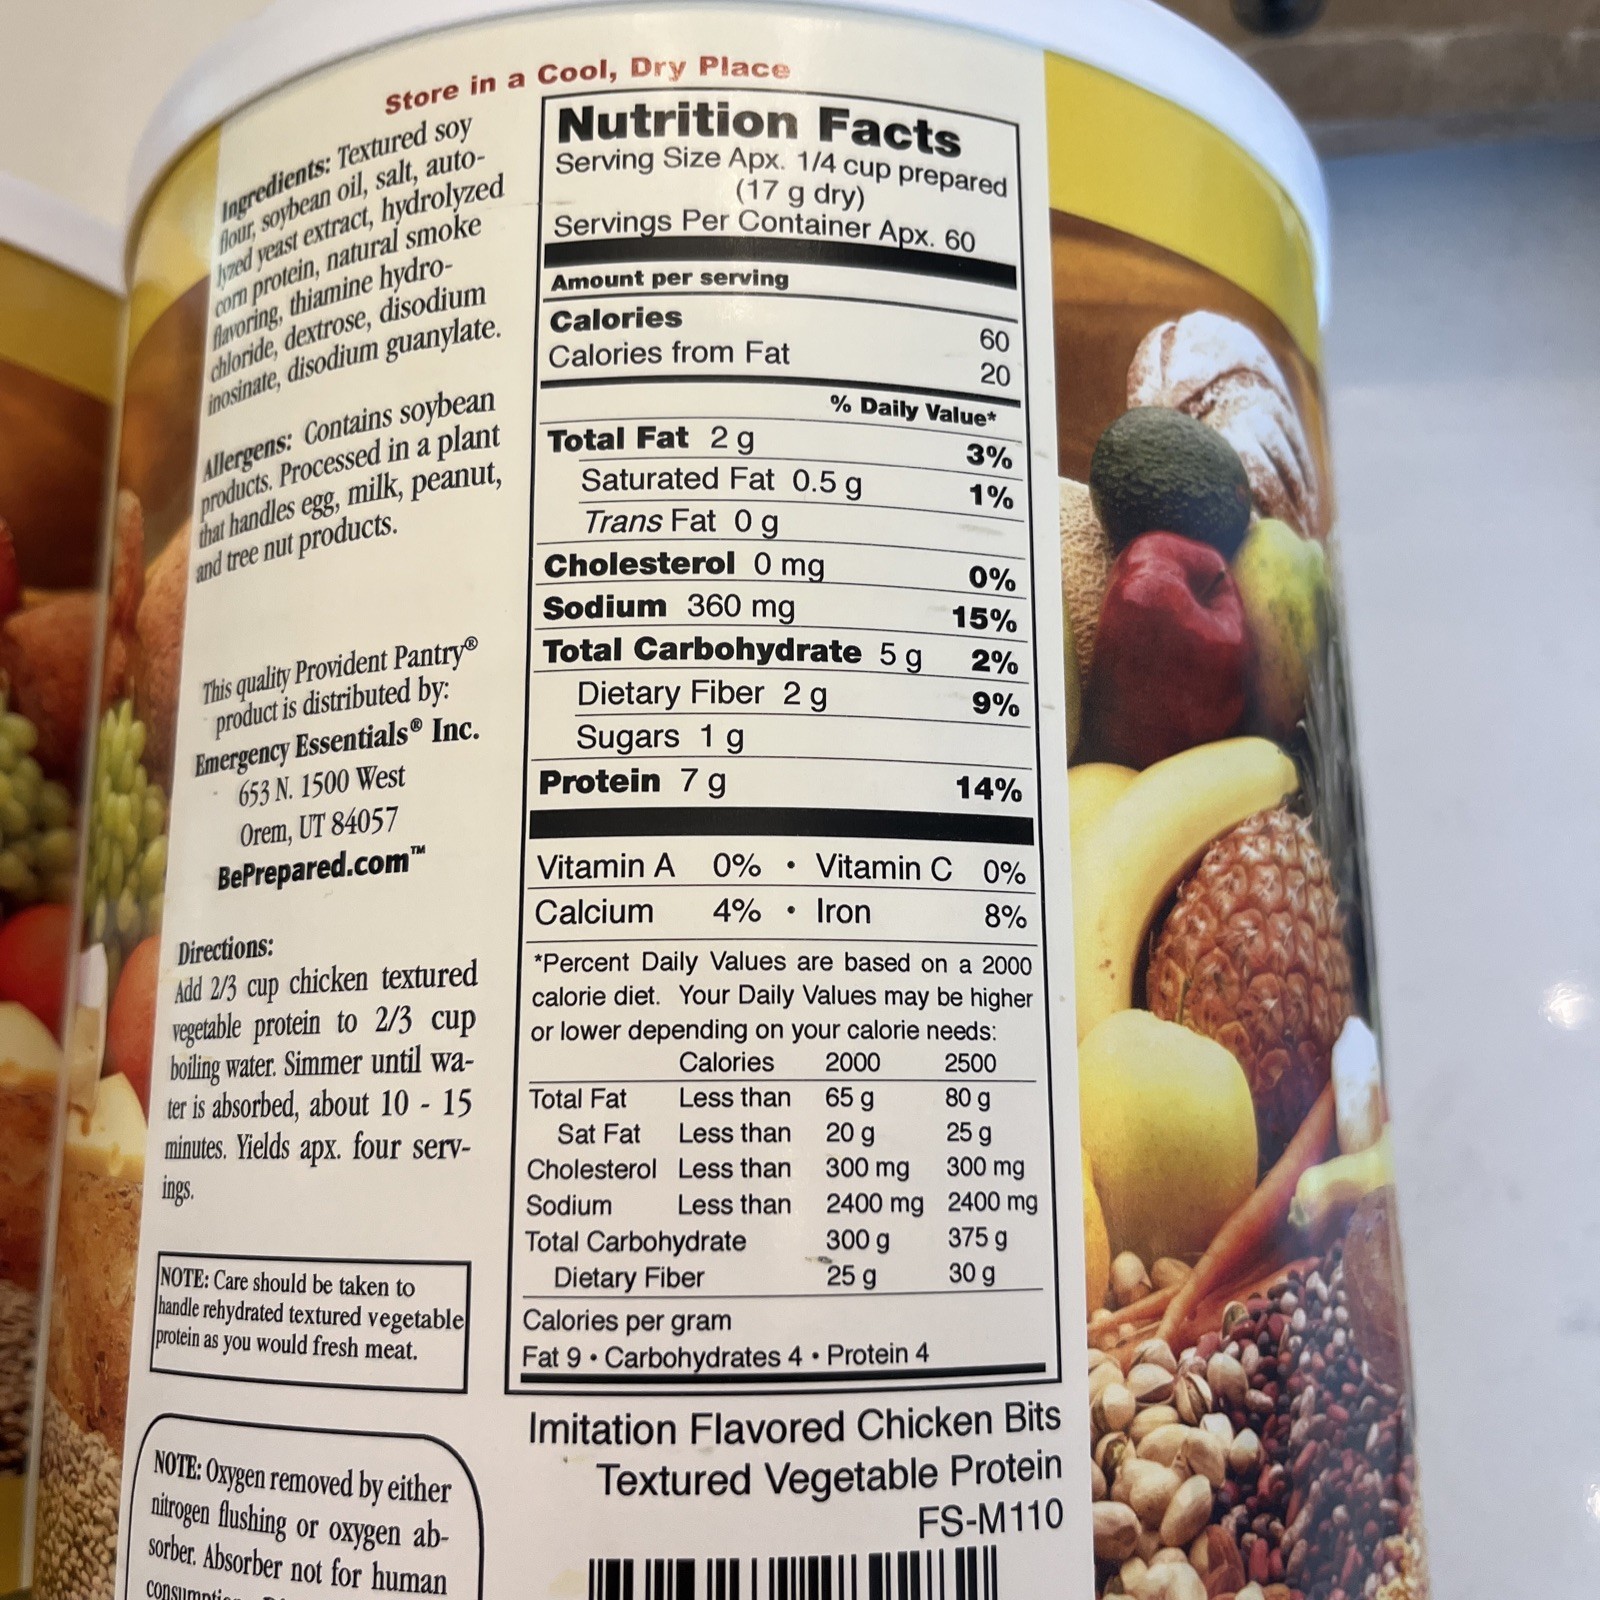 Store in a Cool, Dry Place
Ingredients: Textured soy
flour, soybean oil, salt, auto-
lyzed yeast extract, hydrolyzed
corn protein, natural smoke
flavoring, thiamine hydro-
chloride, dextrose, disodium
inosinate, disodium guanylate.
Allergens: Contains soybean
products. Processed in a plant
that handles egg, milk, peanut,
and tree nut products.
This quality Provident Pantry®
product is distributed by:
Emergency Essentials® Inc.
653 N. 1500 West
Orem, UT 84057
BePrepared.com™
Directions:
Add 2/3 cup chicken textured
vegetable protein to 2/3 cup
boiling water. Simmer until wa-
ter is absorbed, about 10 - 15
minutes. Yields apx. four serv-
ings.
NOTE: Care should be taken to
handle rehydrated textured vegetable
protein as you would fresh meat.
NOTE: Oxygen removed by either
nitrogen flushing or oxygen ab-
sorber. Absorber not for human
Nutrition Facts
Serving Size Apx. 1/4 cup prepared
(17 g dry)
Servings Per Container Apx. 60
Amount per serving
Calories 60
Calories from Fat 20
% Daily Value*
Total Fat 2 g 3%
Saturated Fat 0.5 g 1%
Trans Fat 0 g
Cholesterol 0 mg 0%
Sodium 360 mg 15%
Total Carbohydrate 5 g 2%
Dietary Fiber 2 g 9%
Sugars 1 g
Protein 7 g 14%
Vitamin A 0% • Vitamin C 0%
Calcium 4% • Iron 8%
*Percent Daily Values are based on a 2000
calorie diet. Your Daily Values may be higher
or lower depending on your calorie needs:
Calories 2000 2500
Total Fat Less than 65 g 80 g
Sat Fat Less than 20 g 25 g
Cholesterol Less than 300 mg 300 mg
Sodium Less than 2400 mg 2400 mg
Total Carbohydrate 300 g 375 g
Dietary Fiber 25 g 30 g
Calories per gram
Fat 9 • Carbohydrates 4 • Protein 4
Imitation Flavored Chicken Bits
Textured Vegetable Protein
FS-M110